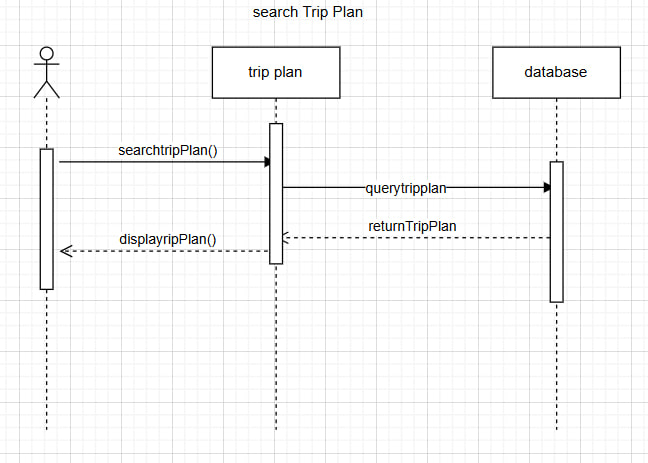 search Trip Plan
trip plan
database
searchtripPlan()
querytripplan
returnTripPlan
displayripPlan()